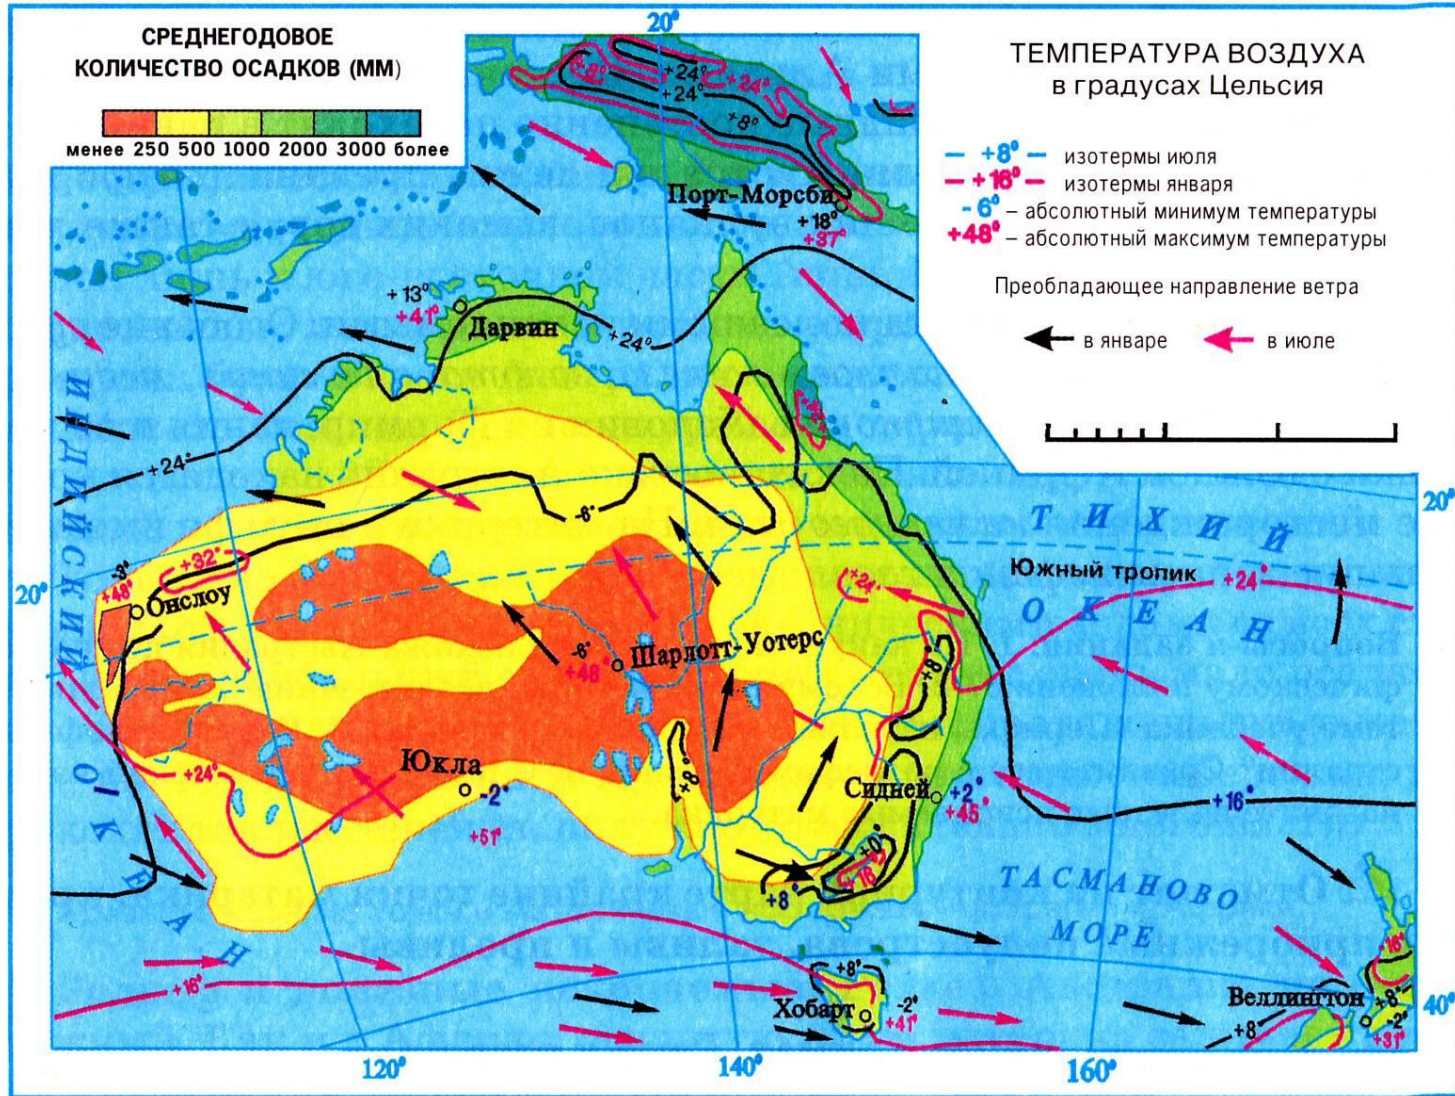 СРЕДНЕГОДОВОЕ
КОЛИЧЕСТВО ОСАДКОВ (ММ)
менее 250 500 1000 2000 3000 более
ТЕМПЕРАТУРА ВОЗДУХА
в градусах Цельсия
+8° изотермы июля
+16° изотермы января
-6° – абсолютный минимум температуры
+48° – абсолютный максимум температуры
Преобладающее направление ветра
в январе
в июле
20°
+24°
+24°
+24°
+8°
Порт-Морсби
+18°
+37°
+13°
+41°
Дарвин
+24°
+24°
-6°
+32°
-3°
+48°
Онслоу
20°
20°
ИНДИЙСКИЙ
ОКЕАН
ТИХИЙ
ОКЕАН
Южный тропик
+24°
+24°
+8°
Шарлотт-Уотерс
-6°
+48°
Юкла
-2°
+51°
+24°
+8°
Сидней
+2°
+45°
+16°
+0°
+16
+8°
ТАСМАНОВО
МОРЕ
+16°
+8°
Хобарт
-2°
+41°
Веллингтон
-16°
+8°
-2°
+31°
+8
40°
120°
140°
160°